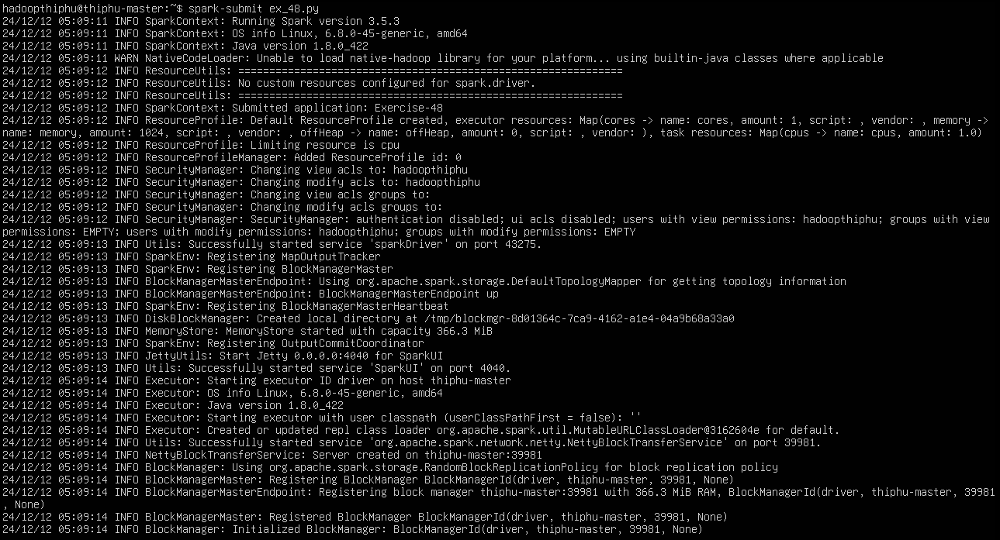 hadoopthiphu@thiphu-master:~$ spark-submit ex_48.py
24/12/12 05:09:11 INFO SparkContext: Running Spark version 3.5.3
24/12/12 05:09:11 INFO SparkContext: OS info Linux, 6.8.0-45-generic, amd64
24/12/12 05:09:11 INFO SparkContext: Java version 1.8.0_422
24/12/12 05:09:11 WARN NativeCodeLoader: Unable to load native-hadoop library for your platform... using builtin-java classes where applicable
24/12/12 05:09:12 INFO ResourceUtils: ==============================================================
24/12/12 05:09:12 INFO ResourceUtils: No custom resources configured for spark.driver.
24/12/12 05:09:12 INFO ResourceUtils: ==============================================================
24/12/12 05:09:12 INFO SparkContext: Submitted application: Exercise-48
24/12/12 05:09:12 INFO ResourceProfile: Default ResourceProfile created, executor resources: Map(cores -> name: cores, amount: 1, script: , vendor: , memory ->
name: memory, amount: 1024, script: , vendor: , offHeap -> name: offHeap, amount: 0, script: , vendor: ), task resources: Map(cpus -> name: cpus, amount: 1.0)
24/12/12 05:09:12 INFO ResourceProfile: Limiting resource is cpu
24/12/12 05:09:12 INFO ResourceProfileManager: Added ResourceProfile id: 0
24/12/12 05:09:12 INFO SecurityManager: Changing view acls to: hadoopthiphu
24/12/12 05:09:12 INFO SecurityManager: Changing modify acls to: hadoopthiphu
24/12/12 05:09:12 INFO SecurityManager: Changing view acls groups to:
24/12/12 05:09:12 INFO SecurityManager: Changing modify acls groups to:
24/12/12 05:09:12 INFO SecurityManager: SecurityManager: authentication disabled; ui acls disabled; users with view permissions: hadoopthiphu; groups with view
permissions: EMPTY; users with modify permissions: hadoopthiphu; groups with modify permissions: EMPTY
24/12/12 05:09:13 INFO Utils: Successfully started service 'sparkDriver' on port 43275.
24/12/12 05:09:13 INFO SparkEnv: Registering MapOutputTracker
24/12/12 05:09:13 INFO SparkEnv: Registering BlockManagerMaster
24/12/12 05:09:13 INFO BlockManagerMasterEndpoint: Using org.apache.spark.storage.DefaultTopologyMapper for getting topology information
24/12/12 05:09:13 INFO BlockManagerMasterEndpoint: BlockManagerMasterEndpoint up
24/12/12 05:09:13 INFO SparkEnv: Registering BlockManagerMasterHeartbeat
24/12/12 05:09:13 INFO DiskBlockManager: Created local directory at /tmp/blockmgr-8d01364c-7ca9-4162-a1e4-04a9b68a33a0
24/12/12 05:09:13 INFO MemoryStore: MemoryStore started with capacity 366.3 MiB
24/12/12 05:09:13 INFO SparkEnv: Registering OutputCommitCoordinator
24/12/12 05:09:13 INFO JettyUtils: Start Jetty 0.0.0.0:4040 for SparkUI
24/12/12 05:09:13 INFO Utils: Successfully started service 'SparkUI' on port 4040.
24/12/12 05:09:14 INFO Executor: Starting executor ID driver on host thiphu-master
24/12/12 05:09:14 INFO Executor: OS info Linux, 6.8.0-45-generic, amd64
24/12/12 05:09:14 INFO Executor: Java version 1.8.0_422
24/12/12 05:09:14 INFO Executor: Starting executor with user classpath (userClassPathFirst = false): ''
24/12/12 05:09:14 INFO Executor: Created or updated repl class loader org.apache.spark.util.MutableURLClassLoader@3162604e for default.
24/12/12 05:09:14 INFO Utils: Successfully started service 'org.apache.spark.network.netty.NettyBlockTransferService' on port 39981.
24/12/12 05:09:14 INFO NettyBlockTransferService: Server created on thiphu-master:39981
24/12/12 05:09:14 INFO BlockManager: Using org.apache.spark.storage.RandomBlockReplicationPolicy for block replication policy
24/12/12 05:09:14 INFO BlockManagerMaster: Registering BlockManager BlockManagerId(driver, thiphu-master, 39981, None)
24/12/12 05:09:14 INFO BlockManagerMasterEndpoint: Registering block manager thiphu-master:39981 with 366.3 MiB RAM, BlockManagerId(driver, thiphu-master, 39981
, None)
24/12/12 05:09:14 INFO BlockManagerMaster: Registered BlockManager BlockManagerId(driver, thiphu-master, 39981, None)
24/12/12 05:09:14 INFO BlockManager: Initialized BlockManager: BlockManagerId(driver, thiphu-master, 39981, None)